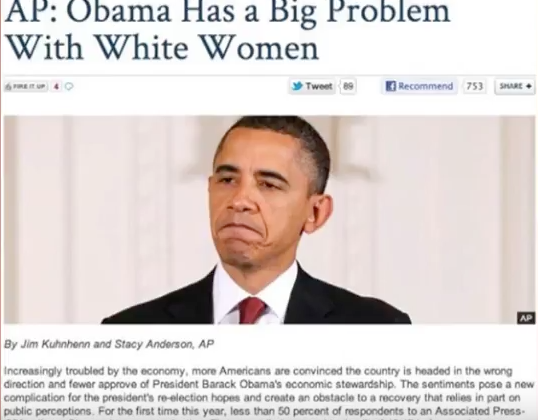 AP: Obama Has a Big Problem
With White Women
FIRE IT UP 4
Tweet 89
Recommend 753
SHARE +
AP
By Jim Kuhnhenn and Stacy Anderson, AP
Increasingly troubled by the economy, more Americans are convinced the country is headed in the wrong
direction and fewer approve of President Barack Obama's economic stewardship. The sentiments pose a new
complication for the president's re-election hopes and create an obstacle to a recovery that relies in part on
public perceptions. For the first time this year, less than 50 percent of respondents to an Associated Press-